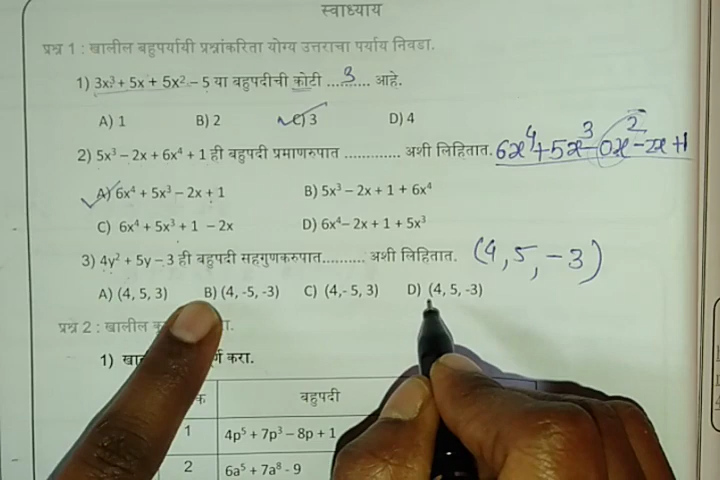 स्वाध्याय
प्रश्न 1 : खालील बहुपर्यायी प्रश्नांकरिता योग्य उत्तराचा पर्याय निवडा.
1) 3x³ + 5x + 5x² – 5 या बहुपदीची कोटी .... 3 .... आहे.
A) 1 B) 2 C) 3 D) 4
2) 5x³ – 2x + 6x⁴ + 1 ही बहुपदी प्रमाणरुपात ............. अशी लिहितात. 6x⁴+5x³–0x²–2x+1
A) 6x⁴ + 5x³ – 2x + 1 B) 5x³ – 2x + 1 + 6x⁴
C) 6x⁴ + 5x³ + 1 – 2x D) 6x⁴– 2x + 1 + 5x³
3) 4y² + 5y – 3 ही बहुपदी सहगुणकरुपात.......... अशी लिहितात. (4, 5, –3)
A) (4, 5, 3) B) (4, -5, -3) C) (4,- 5, 3) D) (4, 5, -3)
प्रश्न 2 : खालील
1) करा.
बहुपदी
1 4p⁵ + 7p³ – 8p + 1
2 6a⁵ + 7a⁸ - 9